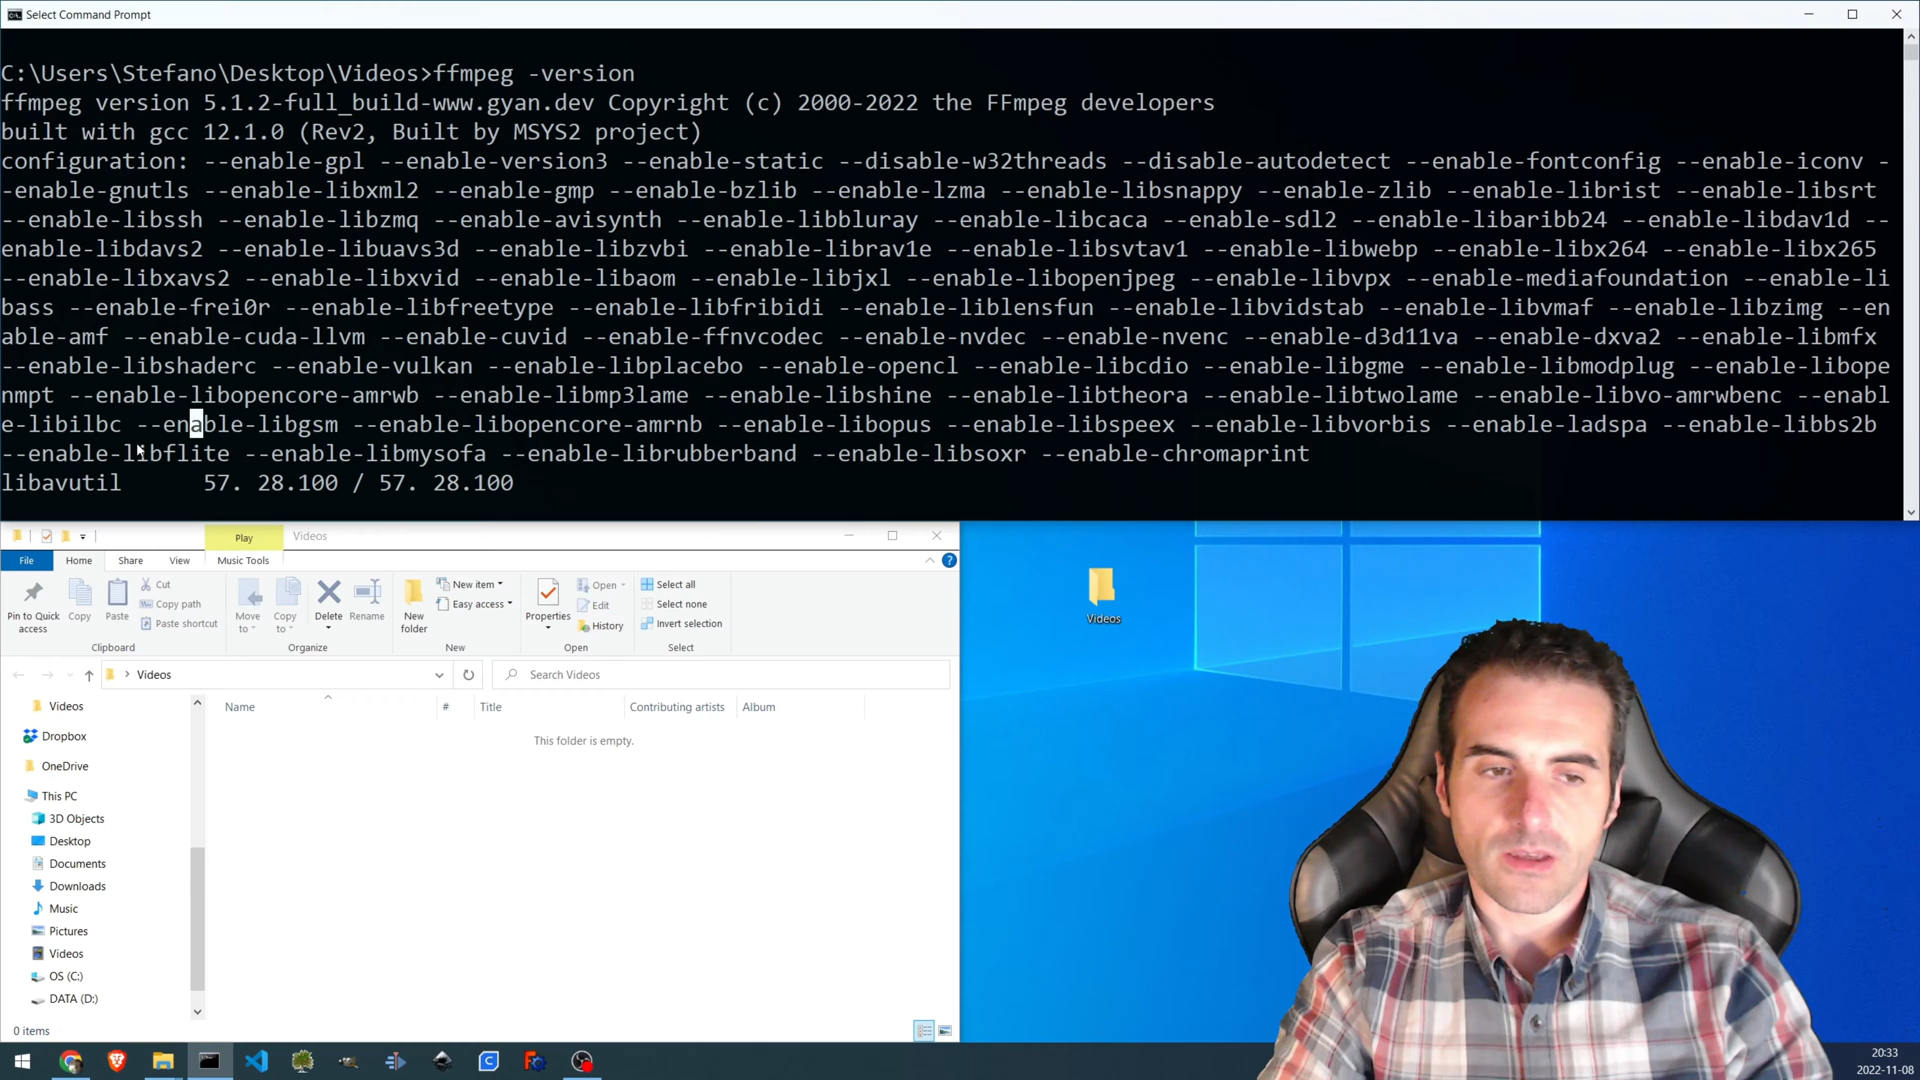 Select Command Prompt
C:\Users\Stefano\Desktop\Videos>ffmpeg -version
ffmpeg version 5.1.2-full_build-www.gyan.dev Copyright (c) 2000-2022 the FFmpeg developers
built with gcc 12.1.0 (Rev2, Built by MSYS2 project)
configuration: --enable-gpl --enable-version3 --enable-static --disable-w32threads --disable-autodetect --enable-fontconfig --enable-iconv -
-enable-gnutls --enable-libxml2 --enable-gmp --enable-bzlib --enable-lzma --enable-libsnappy --enable-zlib --enable-librist --enable-libsrt
--enable-libssh --enable-libzmq --enable-avisynth --enable-libbluray --enable-libcaca --enable-sdl2 --enable-libaribb24 --enable-libdav1d --
enable-libdavs2 --enable-libuavs3d --enable-libzvbi --enable-librav1e --enable-libsvtav1 --enable-libwebp --enable-libx264 --enable-libx265
--enable-libxavs2 --enable-libxvid --enable-libaom --enable-libjxl --enable-libopenjpeg --enable-libvpx --enable-mediafoundation --enable-li
bass --enable-frei0r --enable-libfreetype --enable-libfribidi --enable-liblensfun --enable-libvidstab --enable-libvmaf --enable-libzimg --en
able-amf --enable-cuda-llvm --enable-cuvid --enable-ffnvcodec --enable-nvdec --enable-nvenc --enable-d3d11va --enable-dxva2 --enable-libmfx
--enable-libshaderc --enable-vulkan --enable-libplacebo --enable-opencl --enable-libcdio --enable-libgme --enable-libmodplug --enable-libope
nmpt --enable-libopencore-amrwb --enable-libmp3lame --enable-libshine --enable-libtheora --enable-libtwolame --enable-libvo-amrwbenc --enabl
e-libilbc --enable-libgsm --enable-libopencore-amrnb --enable-libopus --enable-libspeex --enable-libvorbis --enable-ladspa --enable-libbs2b
--enable-libflite --enable-libmysofa --enable-librubberband --enable-libsoxr --enable-chromaprint
libavutil 57. 28.100 / 57. 28.100
Play Videos
File Home Share View Music Tools
Pin to Quick access
Copy
Paste
Cut
Copy path
Paste shortcut
Clipboard
Move to
Copy to
Delete
Rename
Organize
New folder
New item
Easy access
New
Properties
Open
Edit
History
Open
Select all
Select none
Invert selection
Select
Videos
Search Videos
Name # Title Contributing artists Album
This folder is empty.
Videos
Dropbox
OneDrive
This PC
3D Objects
Desktop
Documents
Downloads
Music
Pictures
Videos
OS (C:)
DATA (D:)
0 items
Videos
20:33
2022-11-08